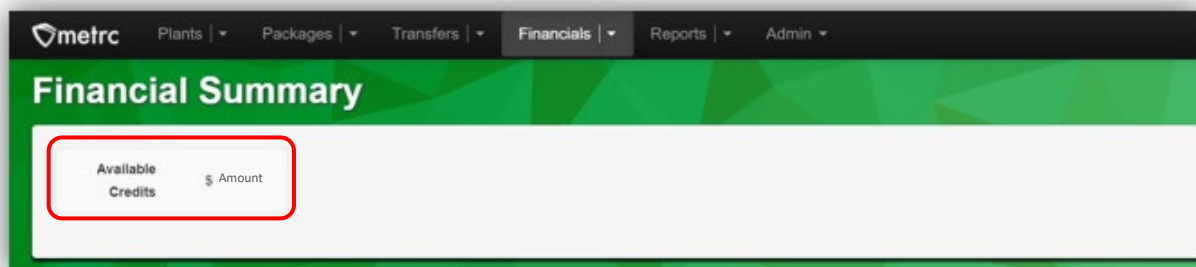 metrc Plants | Packages | Transfers | Financials | Reports | Admin
Financial Summary
Available
Credits
$ Amount